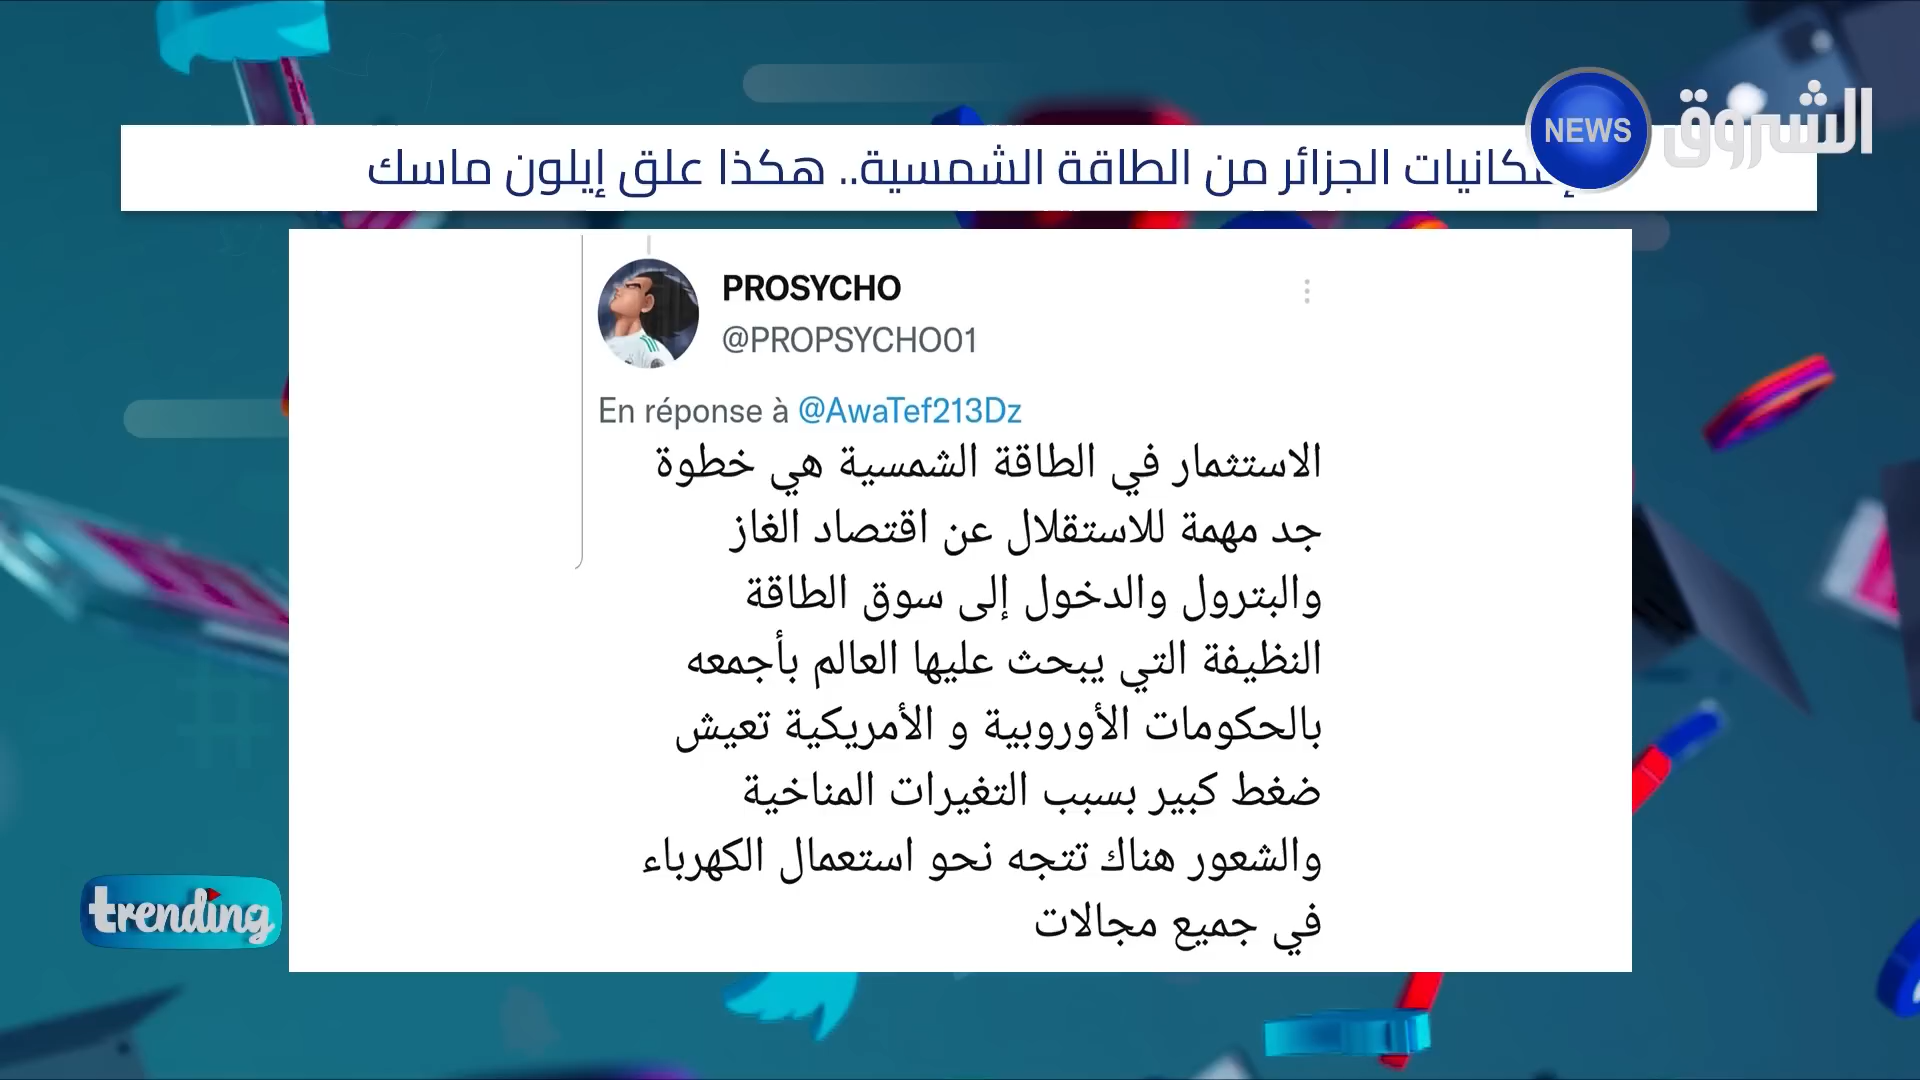 الشروق
NEWS
إمكانيات الجزائر من الطاقة الشمسية.. هكذا علق إيلون ماسك
PROSYCHO
@PROPSYCHO01
En réponse à @AwaTef213Dz
الاستثمار في الطاقة الشمسية هي خطوة
جد مهمة للاستقلال عن اقتصاد الغاز
والبترول والدخول إلى سوق الطاقة
النظيفة التي يبحث عليها العالم بأجمعه
بالحكومات الأوروبية و الأمريكية تعيش
ضغط كبير بسبب التغيرات المناخية
والشعور هناك تتجه نحو استعمال الكهرباء
في جميع مجالات
trending